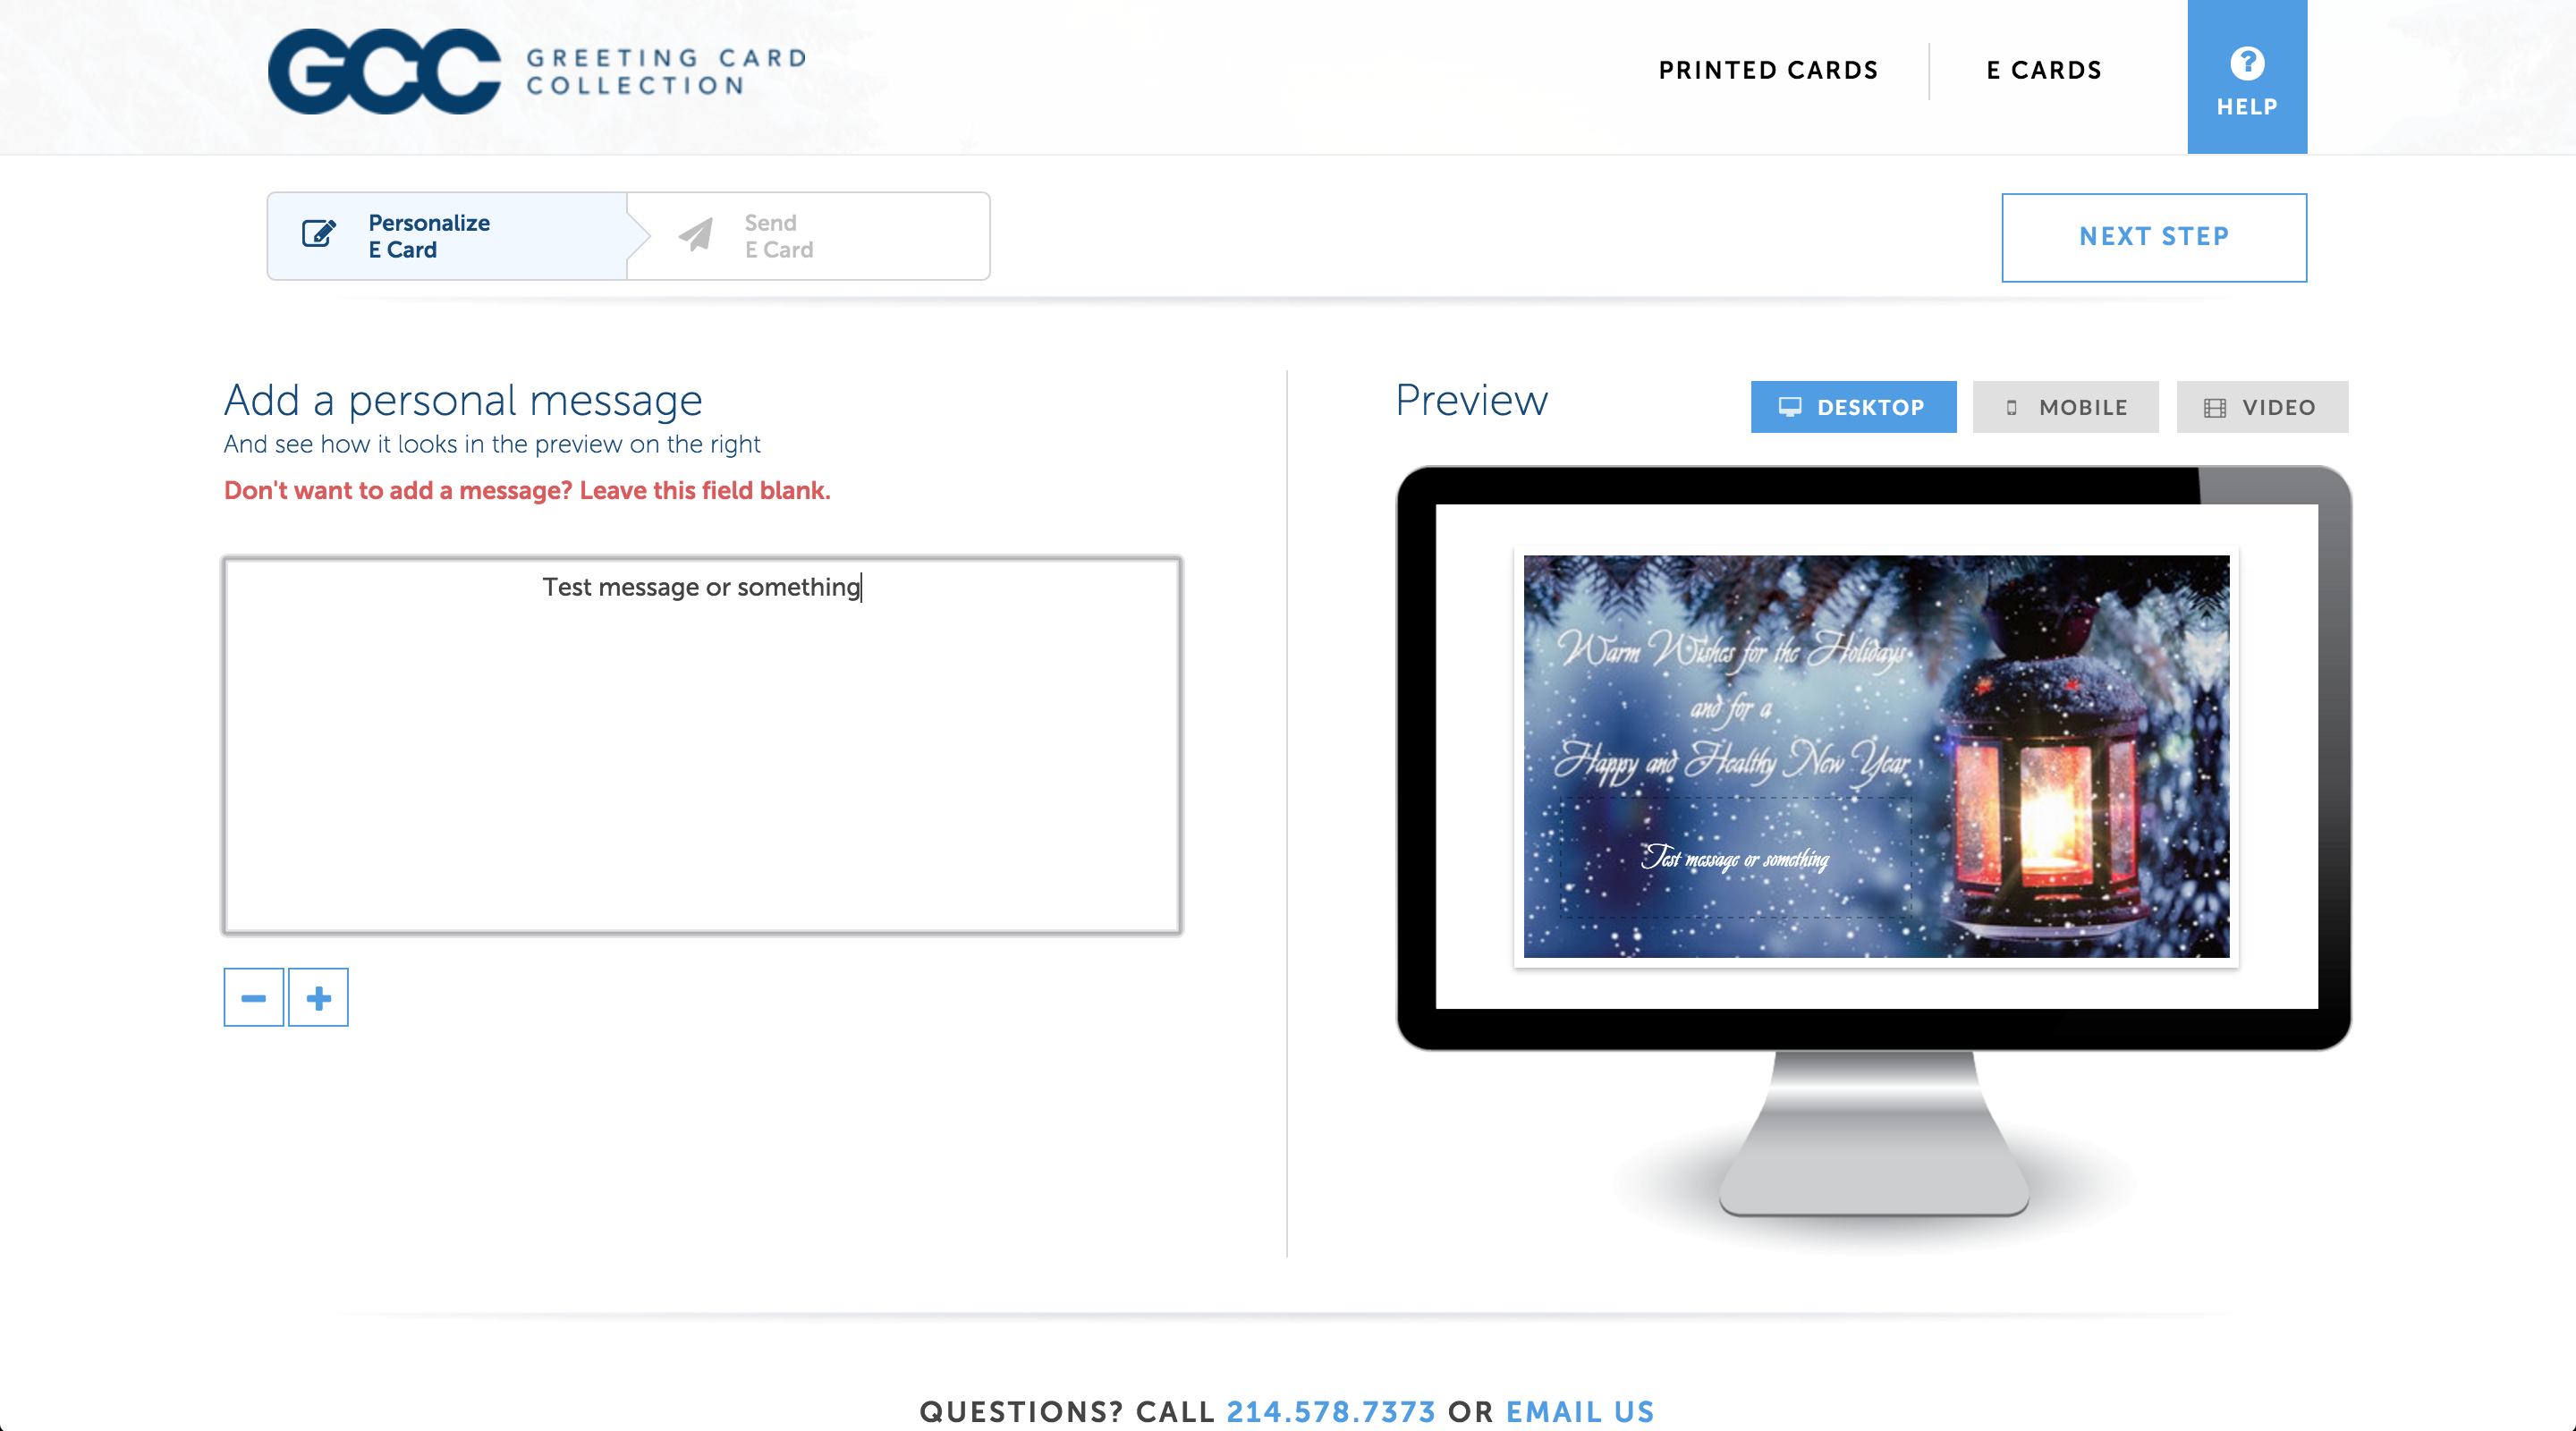 GCC GREETING CARD
COLLECTION
PRINTED CARDS
E CARDS
?
HELP
Personalize
E Card
Send
E Card
NEXT STEP
Add a personal message
And see how it looks in the preview on the right
Don't want to add a message? Leave this field blank.
Test message or something
Preview
DESKTOP
MOBILE
VIDEO
Warm Wishes for the Holidays
and for a
Happy and Healthy New Year
Test message or something
QUESTIONS? CALL 214.578.7373 OR EMAIL US